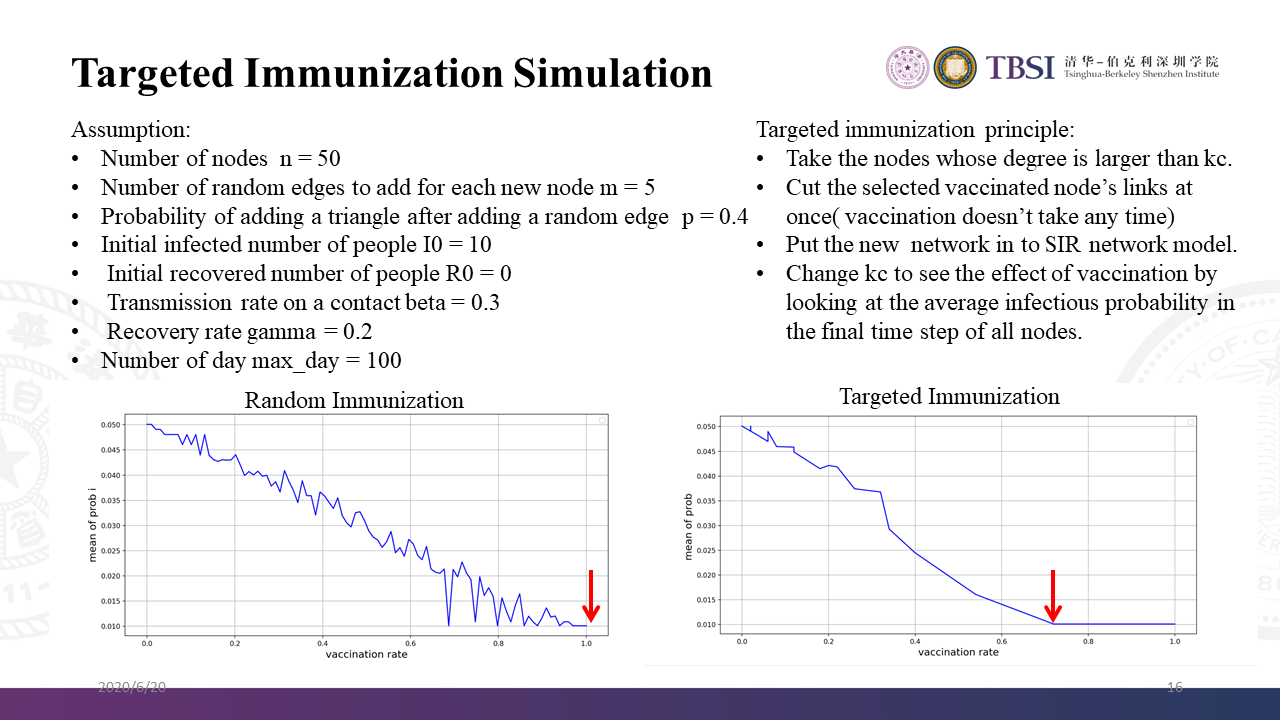 Targeted Immunization Simulation
TBSI
清华-伯克利深圳学院
Tsinghua-Berkeley Shenzhen Institute
Assumption:
• Number of nodes n = 50
• Number of random edges to add for each new node m = 5
• Probability of adding a triangle after adding a random edge p = 0.4
• Initial infected number of people I0 = 10
• Initial recovered number of people R0 = 0
• Transmission rate on a contact beta = 0.3
• Recovery rate gamma = 0.2
• Number of day max_day = 100
Targeted immunization principle:
• Take the nodes whose degree is larger than kc.
• Cut the selected vaccinated node's links at
once( vaccination doesn't take any time)
• Put the new network in to SIR network model.
• Change kc to see the effect of vaccination by
looking at the average infectious probability in
the final time step of all nodes.
Random Immunization
mean of prob i
0.050
0.045
0.040
0.035
0.030
0.025
0.020
0.015
0.010
0.0 0.2 0.4 0.6 0.8 1.0
vaccination rate
Targeted Immunization
mean of prob
0.050
0.045
0.040
0.035
0.030
0.025
0.020
0.015
0.010
0.0 0.2 0.4 0.6 0.8 1.0
vaccination rate
2020/6/20
16